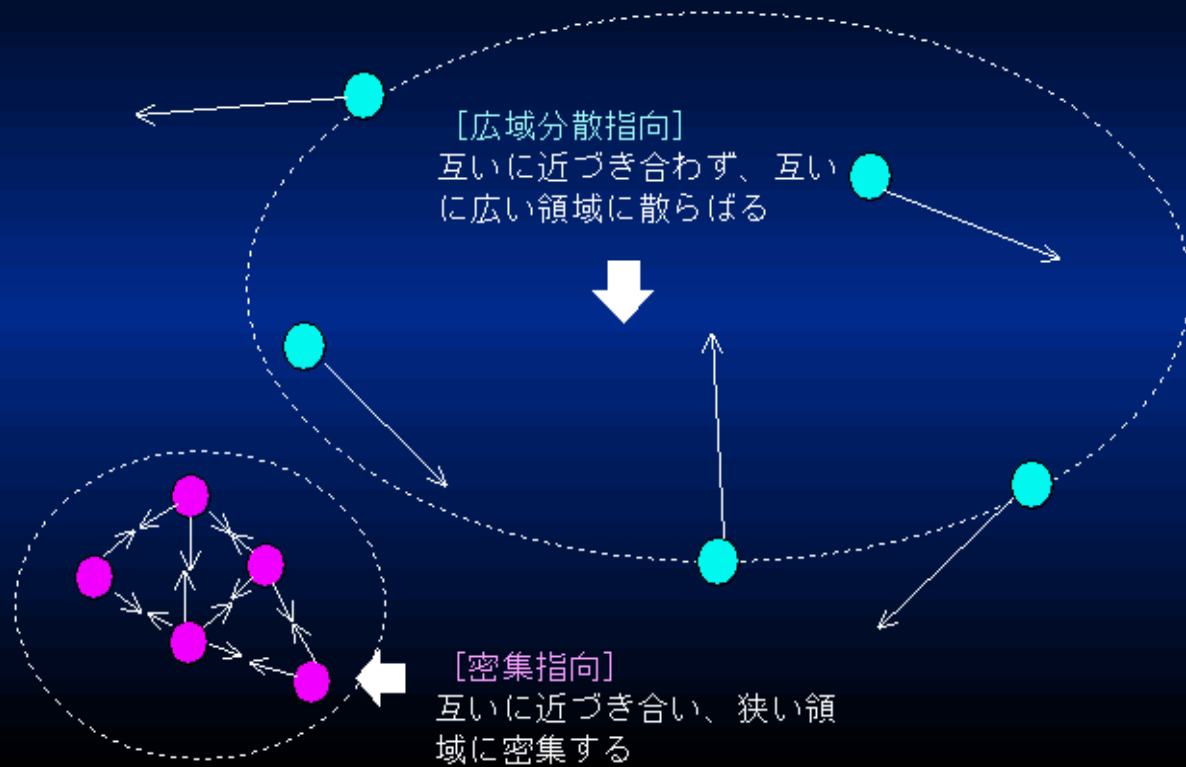 [広域分散指向]
互いに近づき合わず、互い
に広い領域に散らばる
[密集指向]
互いに近づき合い、狭い領
域に密集する